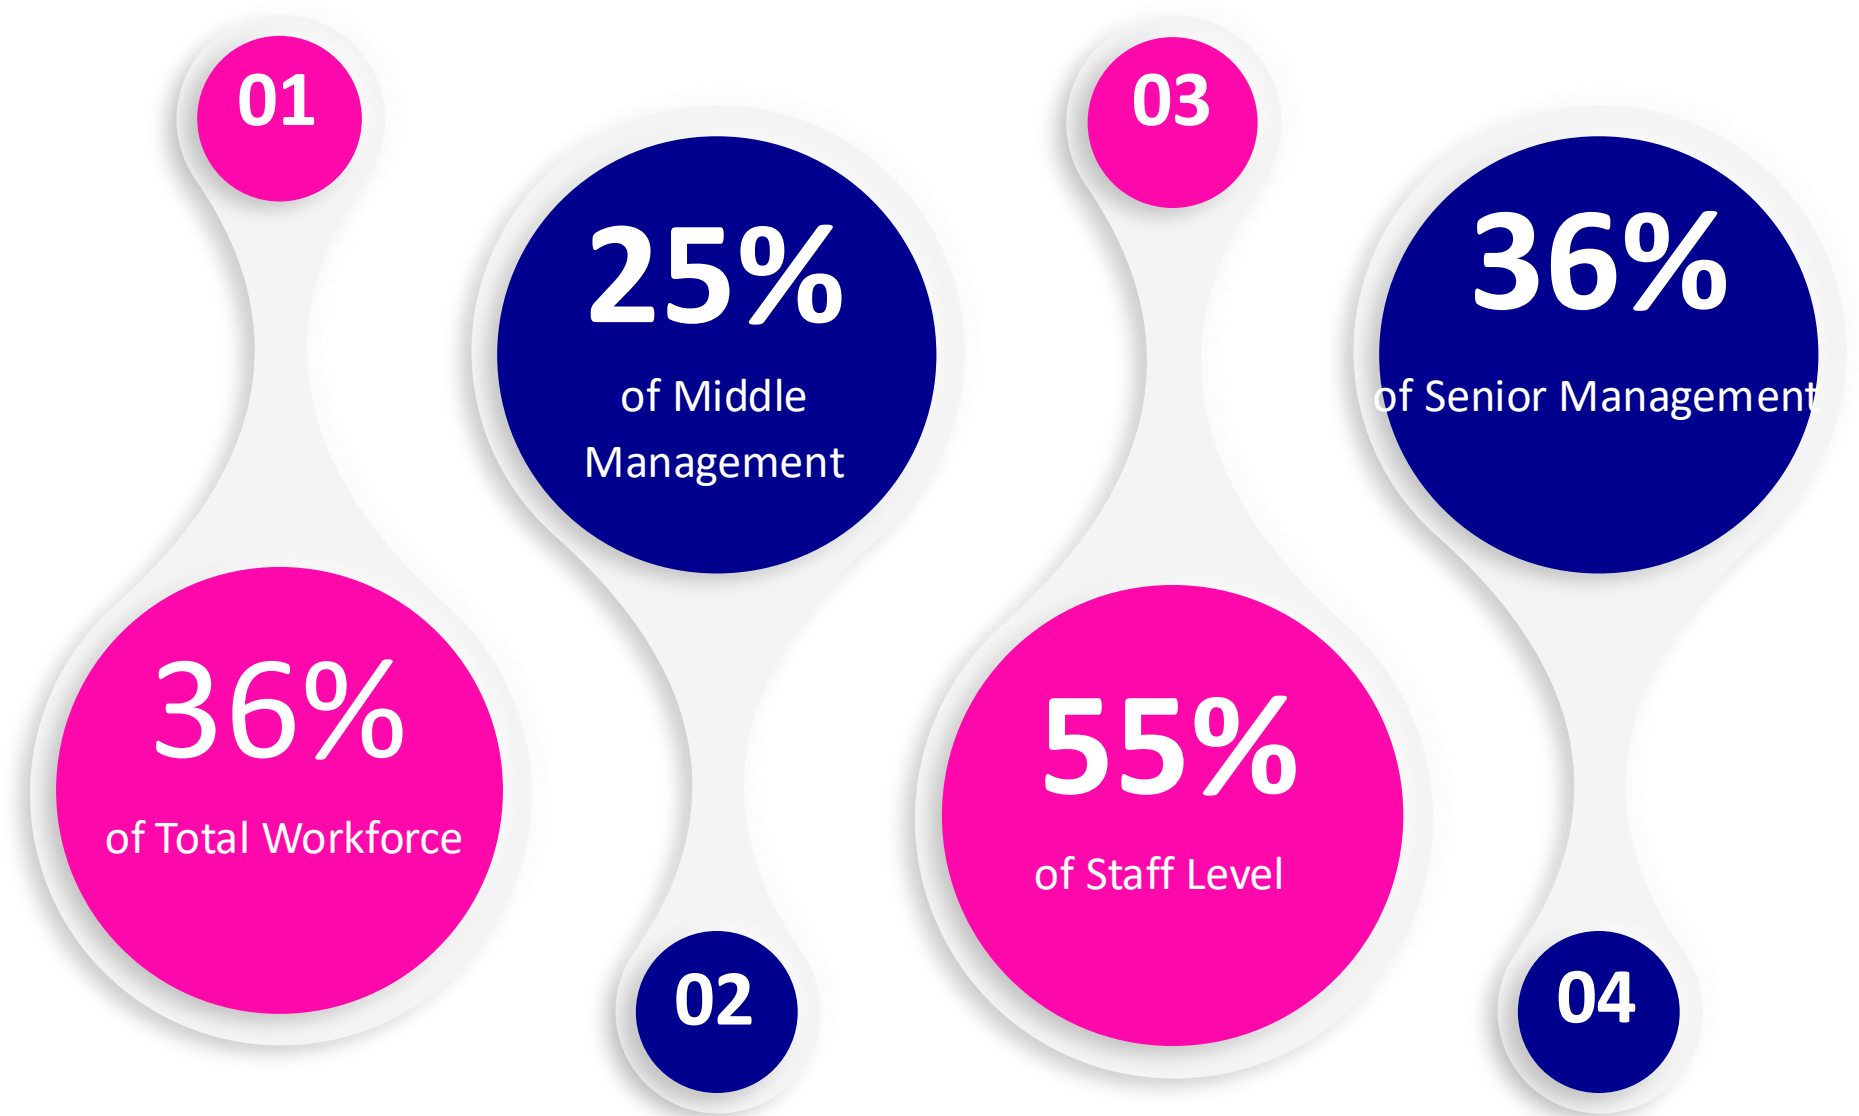 01
36%
of Total Workforce
25%
of Middle
Management
02
03
55%
of Staff Level
36%
of Senior Management
04